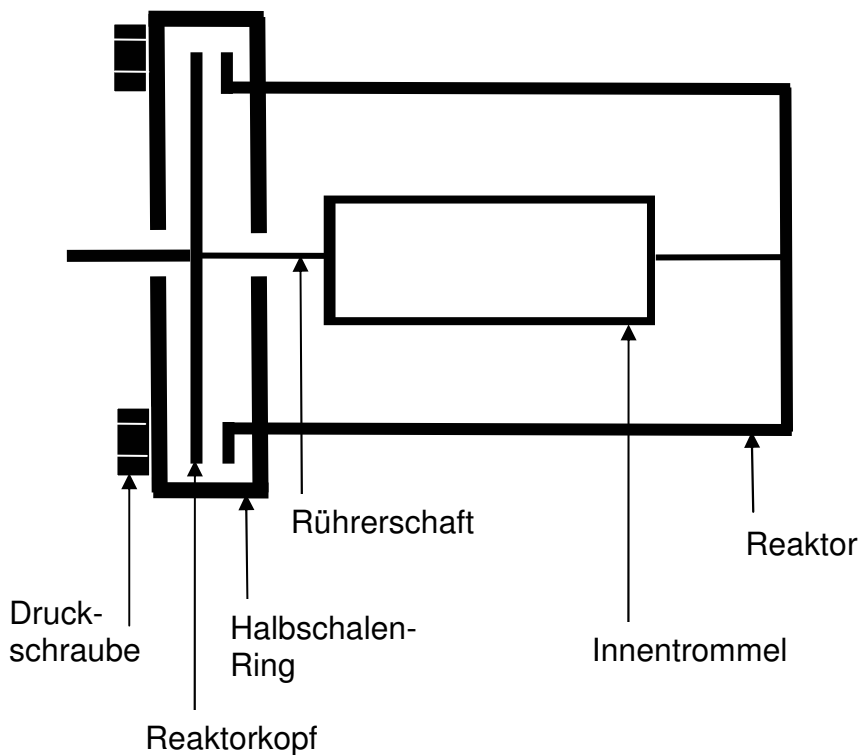 Rührerschaft
Reaktor
Druck-
schraube
Halbschalen-
Ring
Innentrommel
Reaktorkopf